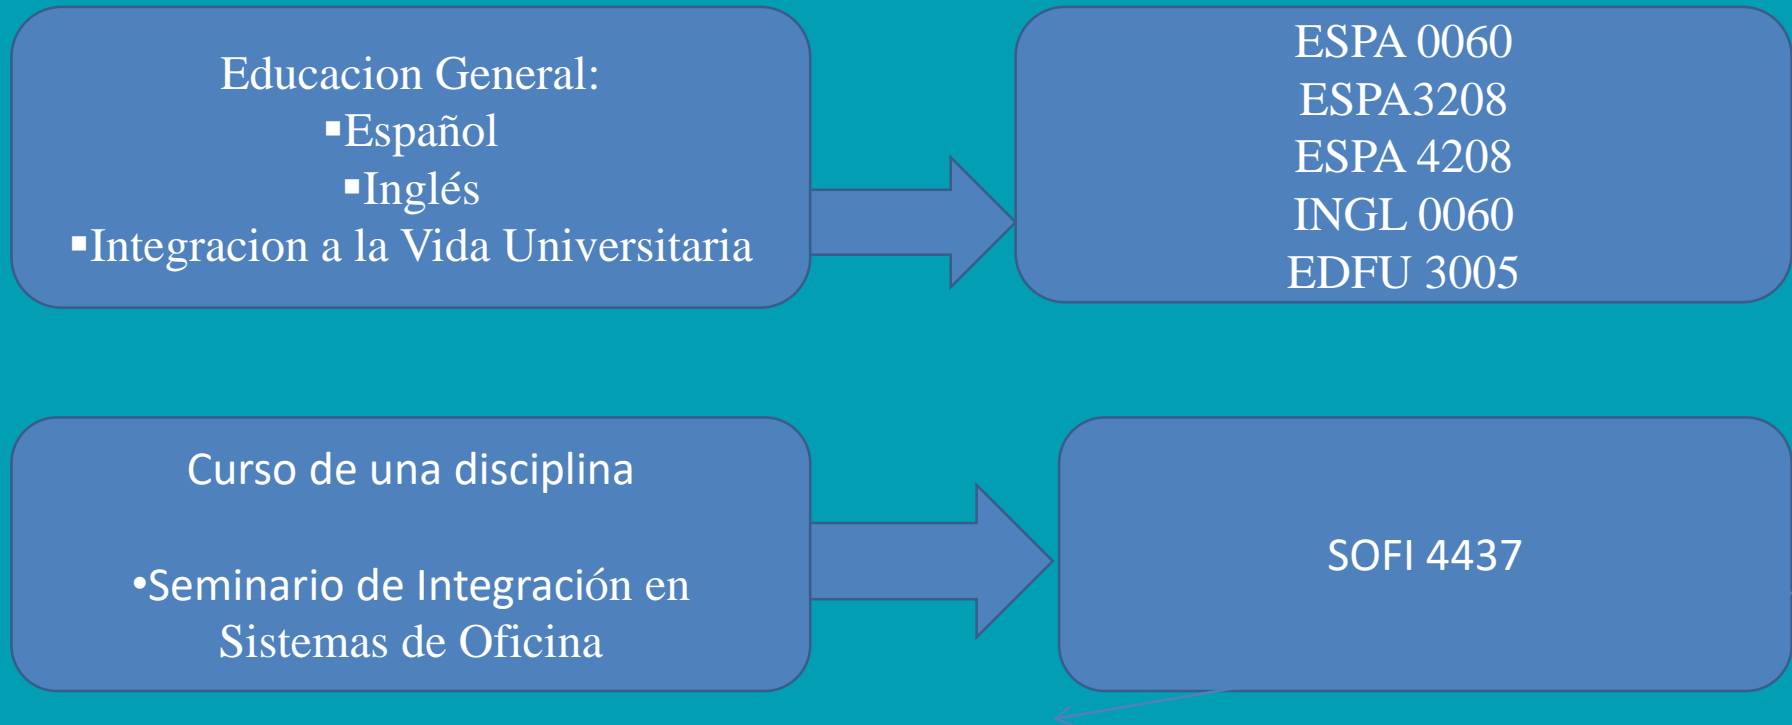 Educacion General:
▪Español
▪Inglés
▪Integracion a la Vida Universitaria
ESPA 0060
ESPA3208
ESPA 4208
INGL 0060
EDFU 3005
Curso de una disciplina
•Seminario de Integración en
Sistemas de Oficina
SOFI 4437